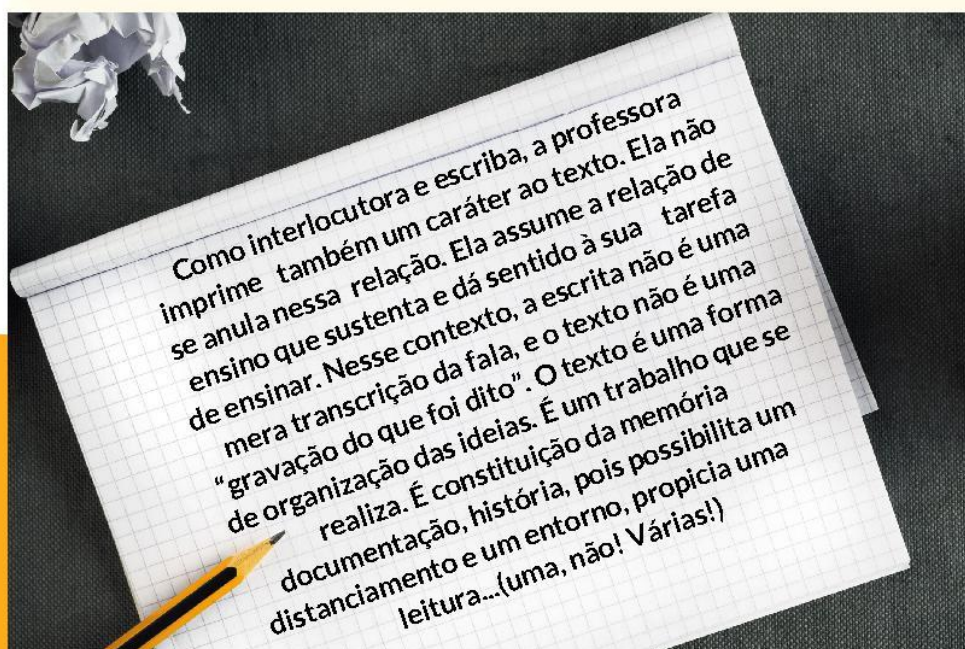 Como interlocutora e escriba, a professora
imprime também um caráter ao texto. Ela não
se anula nessa relação. Ela assume a relação de
ensino que sustenta e dá sentido à sua tarefa
de ensinar. Nesse contexto, a escrita não é uma
mera transcrição da fala, e o texto não é uma
“gravação do que foi dito”. O texto é uma forma
de organização das ideias. É um trabalho que se
realiza. É constituição da memória
documentação, história, pois possibilita um
distanciamento e um entorno, propicia uma
leitura...(uma, não! Várias!)